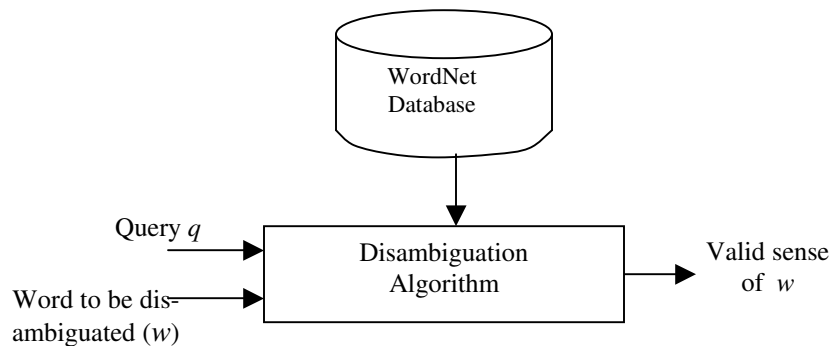 WordNet
Database
Query q
Disambiguation
Algorithm
Valid sense
of w
Word to be dis-
ambiguated (w)